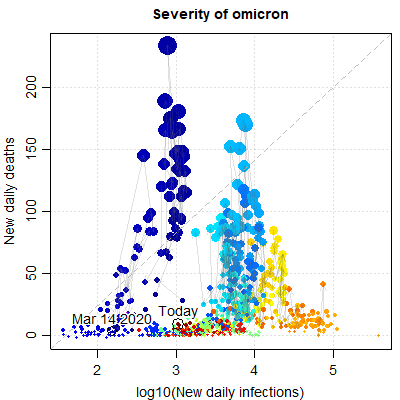 Severity of omicron
New daily deaths
200
150
100
50
0
Mar 14 2020
Today
2
3
4
5
log10(New daily infections)